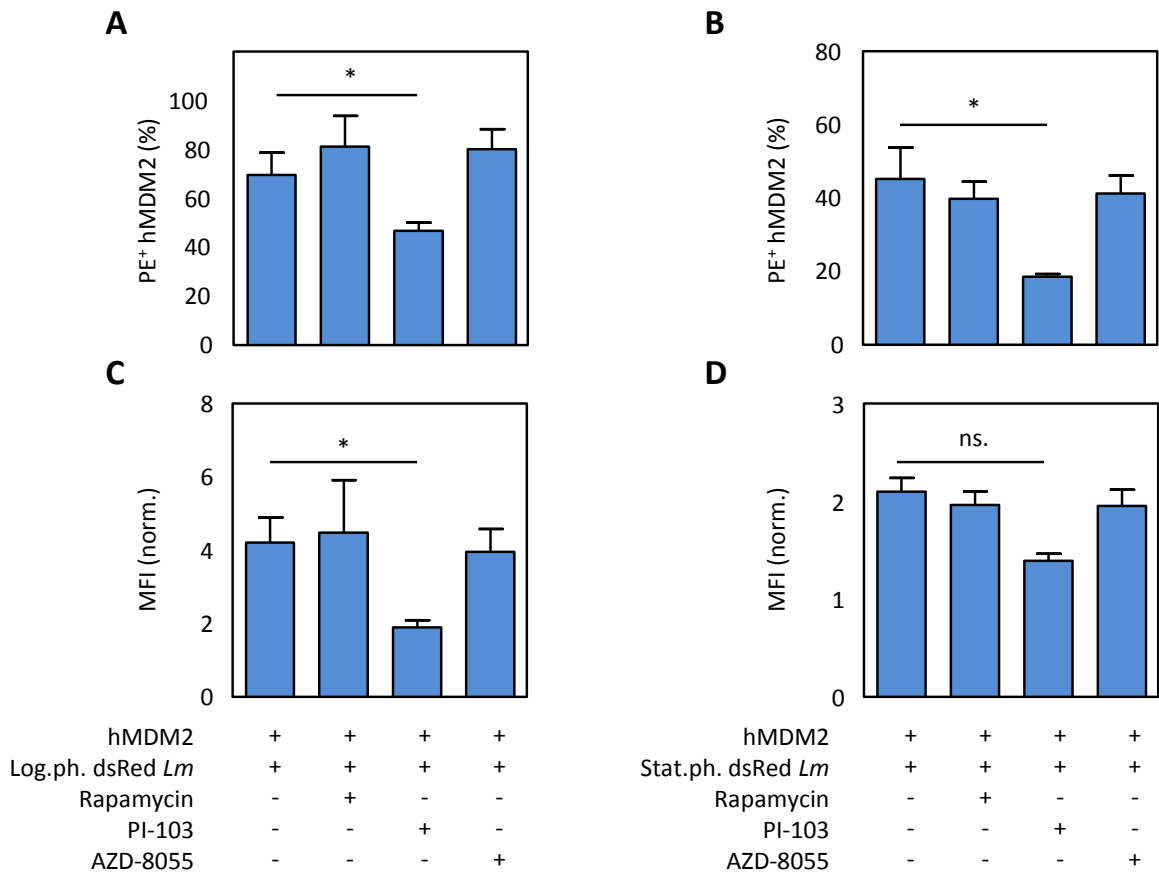 A
PE⁺ hMDM2 (%)
100
80
60
40
20
0
*
B
PE⁺ hMDM2 (%)
80
60
40
20
0
*
C
MFI (norm.)
8
6
4
2
0
*
D
MFI (norm.)
3
2
1
0
ns.
hMDM2 + + + +
Log.ph. dsRed Lm + + + +
Rapamycin - + - -
PI-103 - - + -
AZD-8055 - - - +
hMDM2 + + + +
Stat.ph. dsRed Lm + + + +
Rapamycin - + - -
PI-103 - - + -
AZD-8055 - - - +